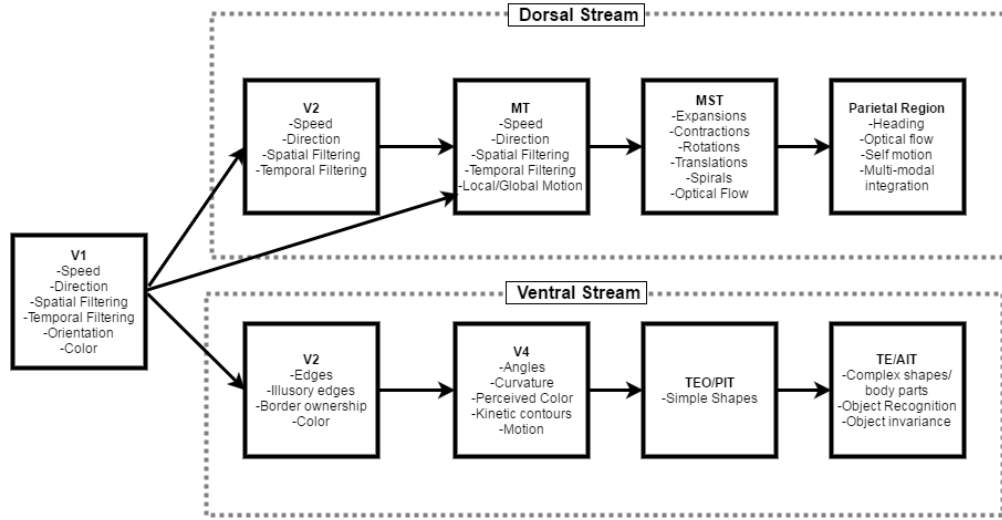 Dorsal Stream
V2
-Speed
-Direction
-Spatial Filtering
-Temporal Filtering
MT
-Speed
-Direction
-Spatial Filtering
-Temporal Filtering
-Local/Global Motion
MST
-Expansions
-Contractions
-Rotations
-Translations
-Spirals
-Optical Flow
Parietal Region
-Heading
-Optical flow
-Self motion
-Multi-modal
integration
V1
-Speed
-Direction
-Spatial Filtering
-Temporal Filtering
-Orientation
-Color
Ventral Stream
V2
-Edges
-Illusory edges
-Border ownership
-Color
V4
-Angles
-Curvature
-Perceived Color
-Kinetic contours
-Motion
TEO/PIT
-Simple Shapes
TE/AIT
-Complex shapes/
body parts
-Object Recognition
-Object invariance